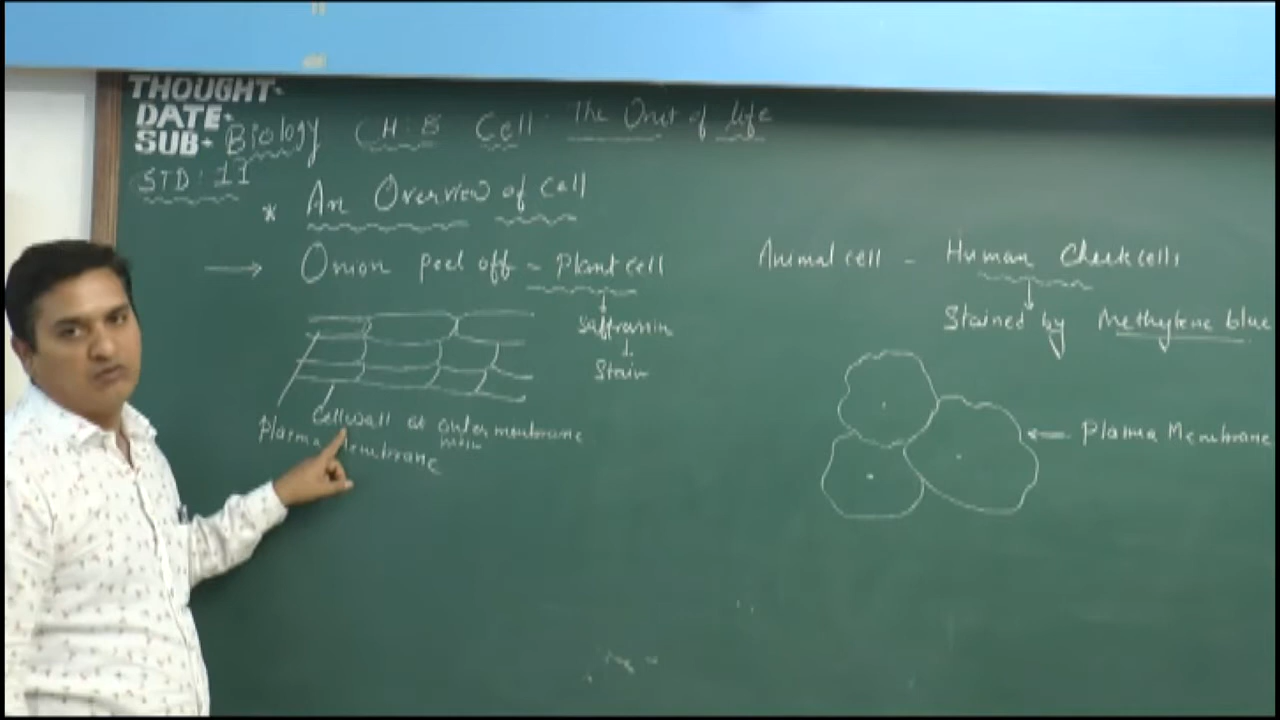 THOUGHT-
DATE-
SUB- Biology CH: 8 Cell: The Unit of life
STD: 11
* An Overview of Cell
→ Onion peel off - Plant cell
Saffranin
Stain
Cellwall as outer membrane
Plasma Membrane
Animal cell - Human Cheek cells
Stained by Methylene blue
Plasma Membrane